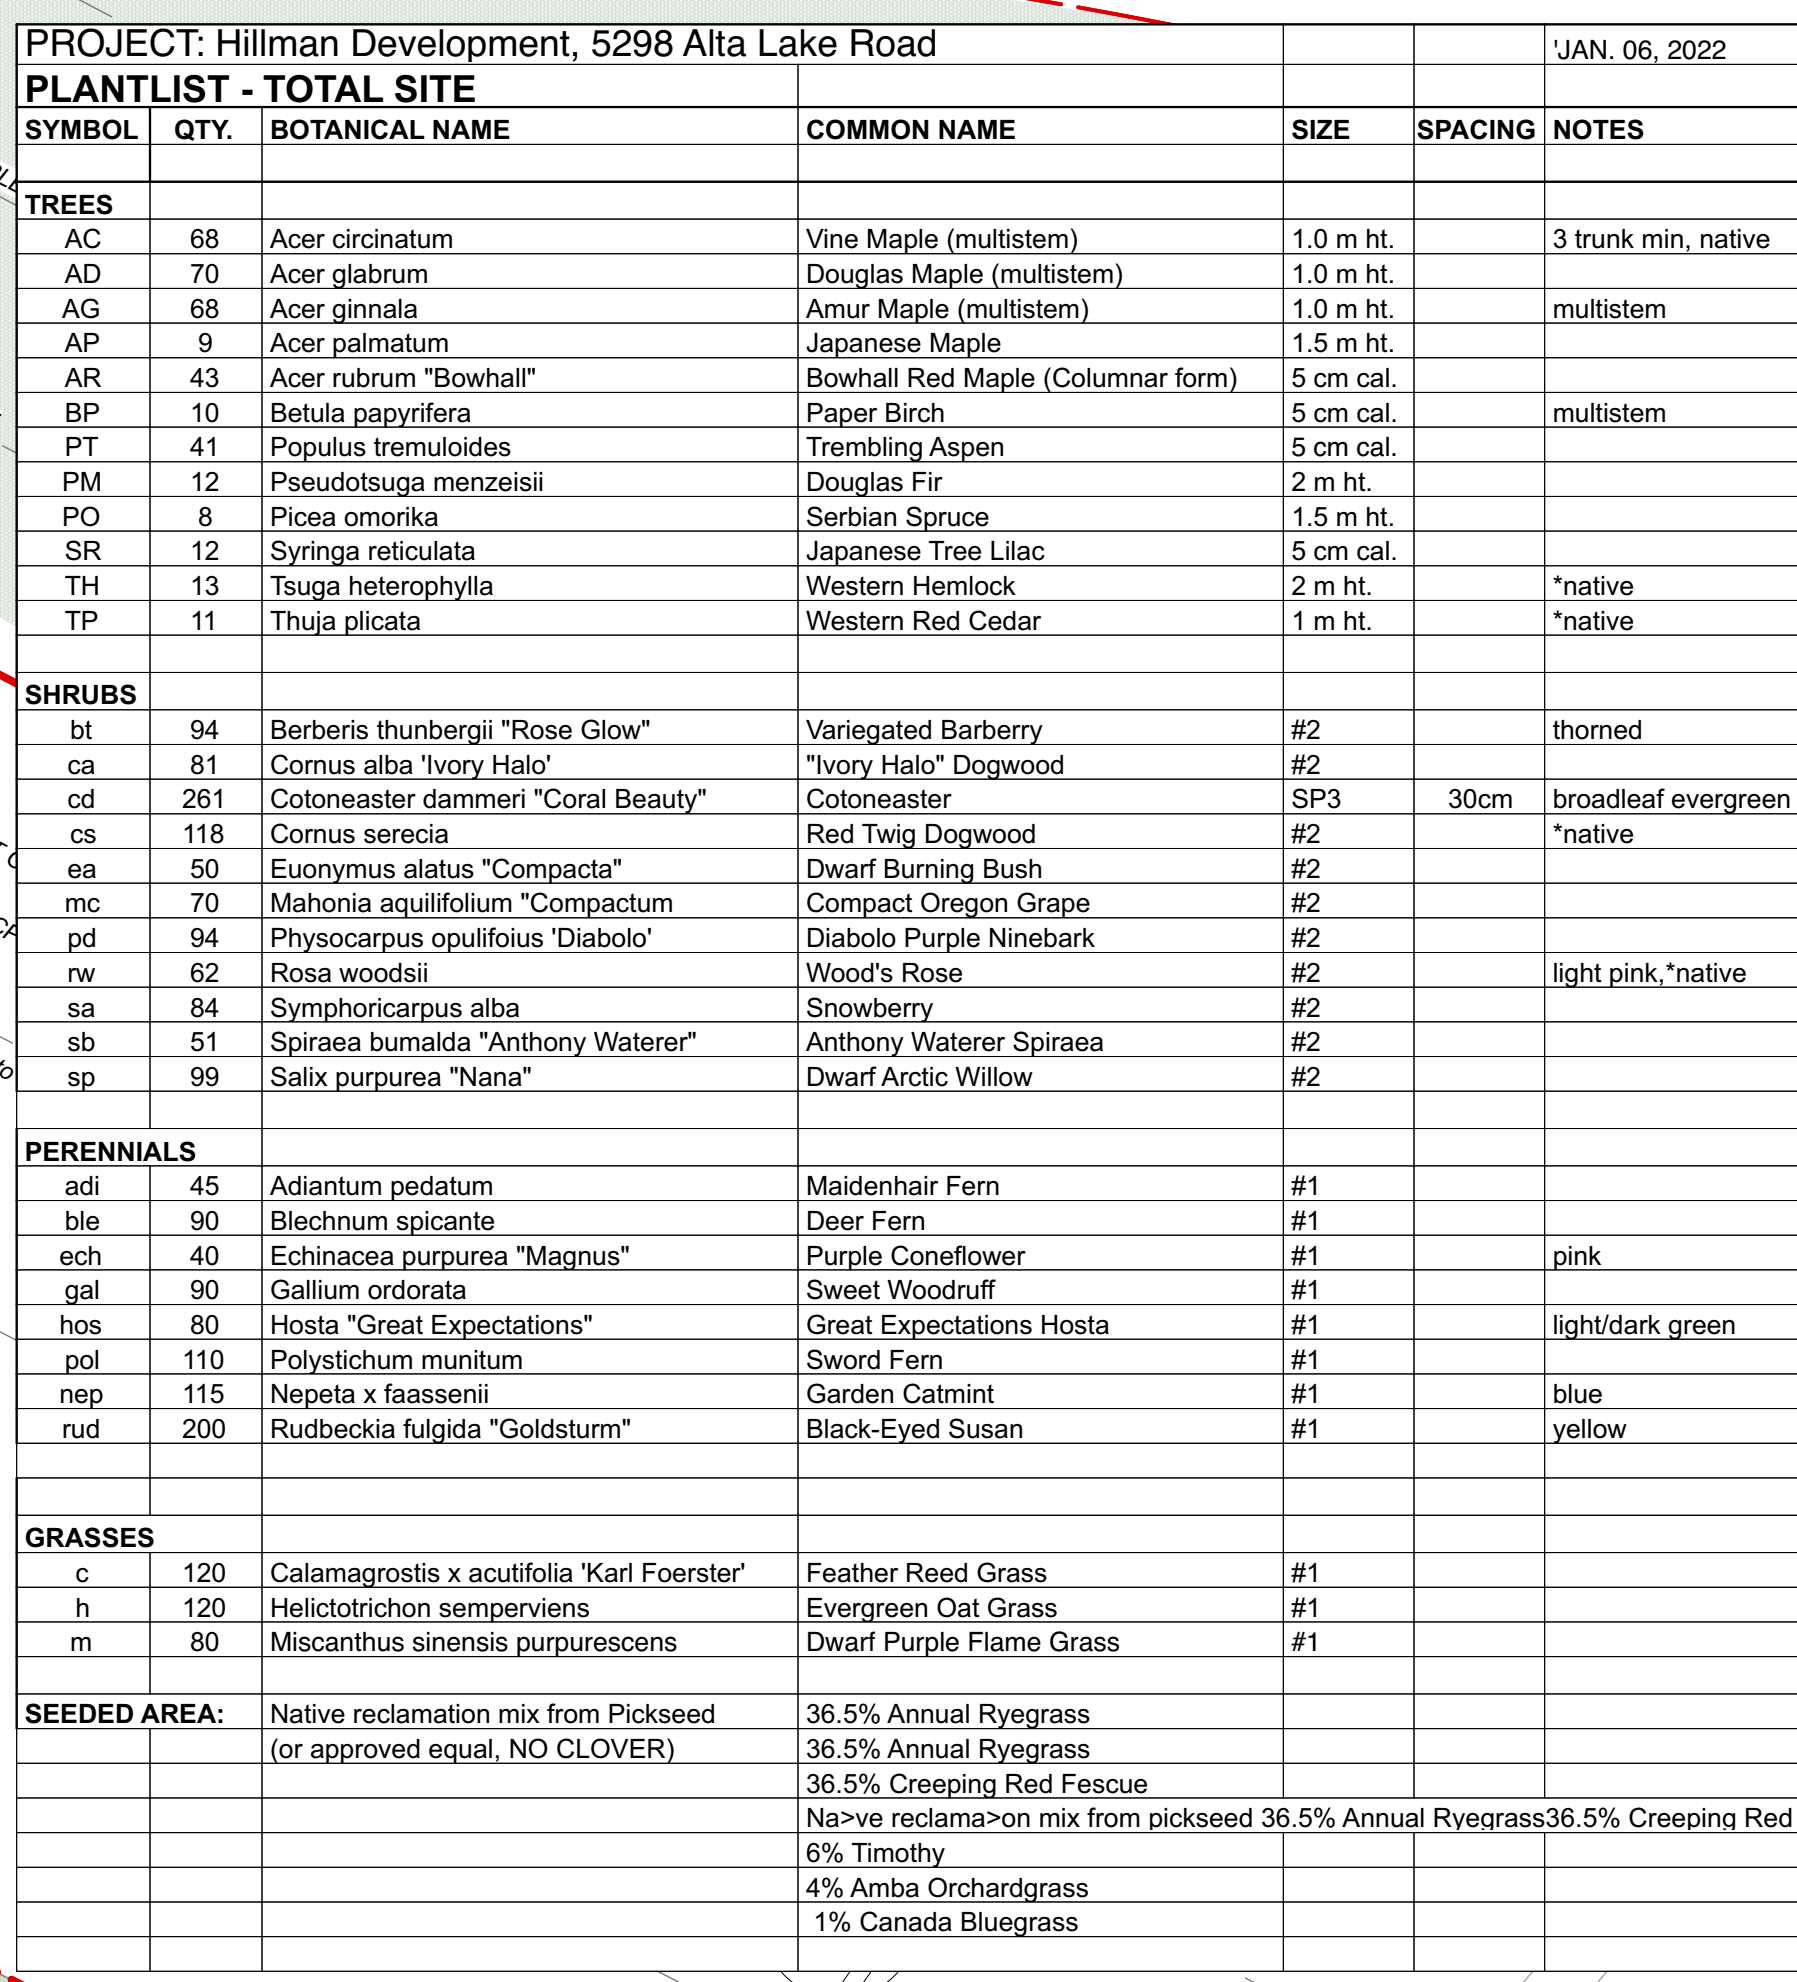 PROJECT: Hillman Development, 5298 Alta Lake Road 'JAN. 06, 2022
PLANTLIST - TOTAL SITE
SYMBOL QTY. BOTANICAL NAME COMMON NAME SIZE SPACING NOTES
TREES
AC 68 Acer circinatum Vine Maple (multistem) 1.0 m ht. 3 trunk min, native
AD 70 Acer glabrum Douglas Maple (multistem) 1.0 m ht.
AG 68 Acer ginnala Amur Maple (multistem) 1.0 m ht. multistem
AP 9 Acer palmatum Japanese Maple 1.5 m ht.
AR 43 Acer rubrum "Bowhall" Bowhall Red Maple (Columnar form) 5 cm cal.
BP 10 Betula papyrifera Paper Birch 5 cm cal. multistem
PT 41 Populus tremuloides Trembling Aspen 5 cm cal.
PM 12 Pseudotsuga menzeisii Douglas Fir 2 m ht.
PO 8 Picea omorika Serbian Spruce 1.5 m ht.
SR 12 Syringa reticulata Japanese Tree Lilac 5 cm cal.
TH 13 Tsuga heterophylla Western Hemlock 2 m ht. *native
TP 11 Thuja plicata Western Red Cedar 1 m ht. *native
SHRUBS
bt 94 Berberis thunbergii "Rose Glow" Variegated Barberry #2 thorned
ca 81 Cornus alba 'Ivory Halo' "Ivory Halo" Dogwood #2
cd 261 Cotoneaster dammeri "Coral Beauty" Cotoneaster SP3 30cm broadleaf evergreen
cs 118 Cornus serecia Red Twig Dogwood #2 *native
ea 50 Euonymus alatus "Compacta" Dwarf Burning Bush #2
mc 70 Mahonia aquilifolium "Compactum Compact Oregon Grape #2
pd 94 Physocarpus opulifoius 'Diabolo' Diabolo Purple Ninebark #2
rw 62 Rosa woodsii Wood's Rose #2 light pink,*native
sa 84 Symphoricarpus alba Snowberry #2
sb 51 Spiraea bumalda "Anthony Waterer" Anthony Waterer Spiraea #2
sp 99 Salix purpurea "Nana" Dwarf Arctic Willow #2
PERENNIALS
adi 45 Adiantum pedatum Maidenhair Fern #1
ble 90 Blechnum spicante Deer Fern #1
ech 40 Echinacea purpurea "Magnus" Purple Coneflower #1 pink
gal 90 Gallium ordorata Sweet Woodruff #1
hos 80 Hosta "Great Expectations" Great Expectations Hosta #1 light/dark green
pol 110 Polystichum munitum Sword Fern #1
nep 115 Nepeta x faassenii Garden Catmint #1 blue
rud 200 Rudbeckia fulgida "Goldsturm" Black-Eyed Susan #1 yellow
GRASSES
c 120 Calamagrostis x acutifolia 'Karl Foerster' Feather Reed Grass #1
h 120 Helictotrichon semperviens Evergreen Oat Grass #1
m 80 Miscanthus sinensis purpurescens Dwarf Purple Flame Grass #1
SEEDED AREA: Native reclamation mix from Pickseed 36.5% Annual Ryegrass
(or approved equal, NO CLOVER) 36.5% Annual Ryegrass
36.5% Creeping Red Fescue
Na>ve reclama>on mix from pickseed 36.5% Annual Ryegrass36.5% Creeping Red
6% Timothy
4% Amba Orchardgrass
1% Canada Bluegrass